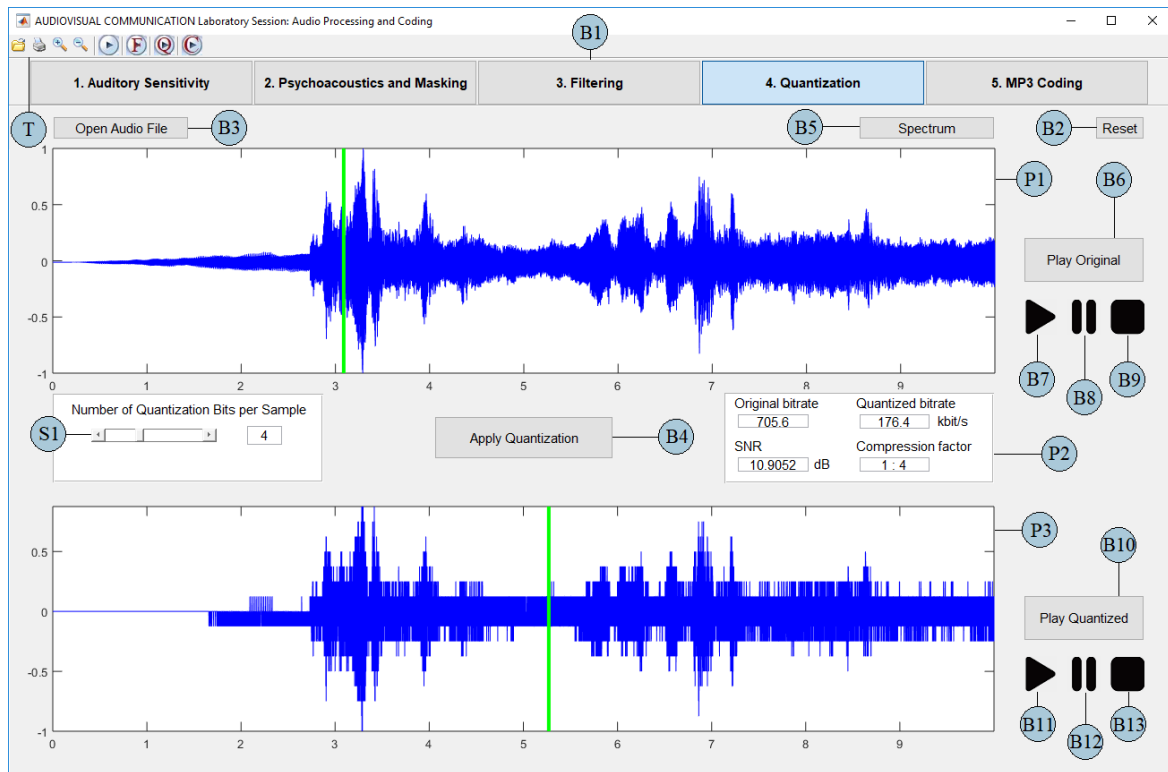 AUDIOVISUAL COMMUNICATION Laboratory Session: Audio Processing and Coding
B1
F Q C
1. Auditory Sensitivity 2. Psychoacoustics and Masking 3. Filtering 4. Quantization 5. MP3 Coding
T Open Audio File B3 B5 Spectrum B2 Reset
1
0.5
0
-0.5
-1
0 1 2 3 4 5 6 7 8 9
P1 B6
Play Original
B7 B8 B9
Number of Quantization Bits per Sample
S1 4
Apply Quantization B4
Original bitrate Quantized bitrate
705.6 176.4 kbit/s
SNR Compression factor
10.9052 dB 1 : 4
P2
0.5
0
-0.5
-1
0 1 2 3 4 5 6 7 8 9
P3
B10
Play Quantized
B11 B12 B13